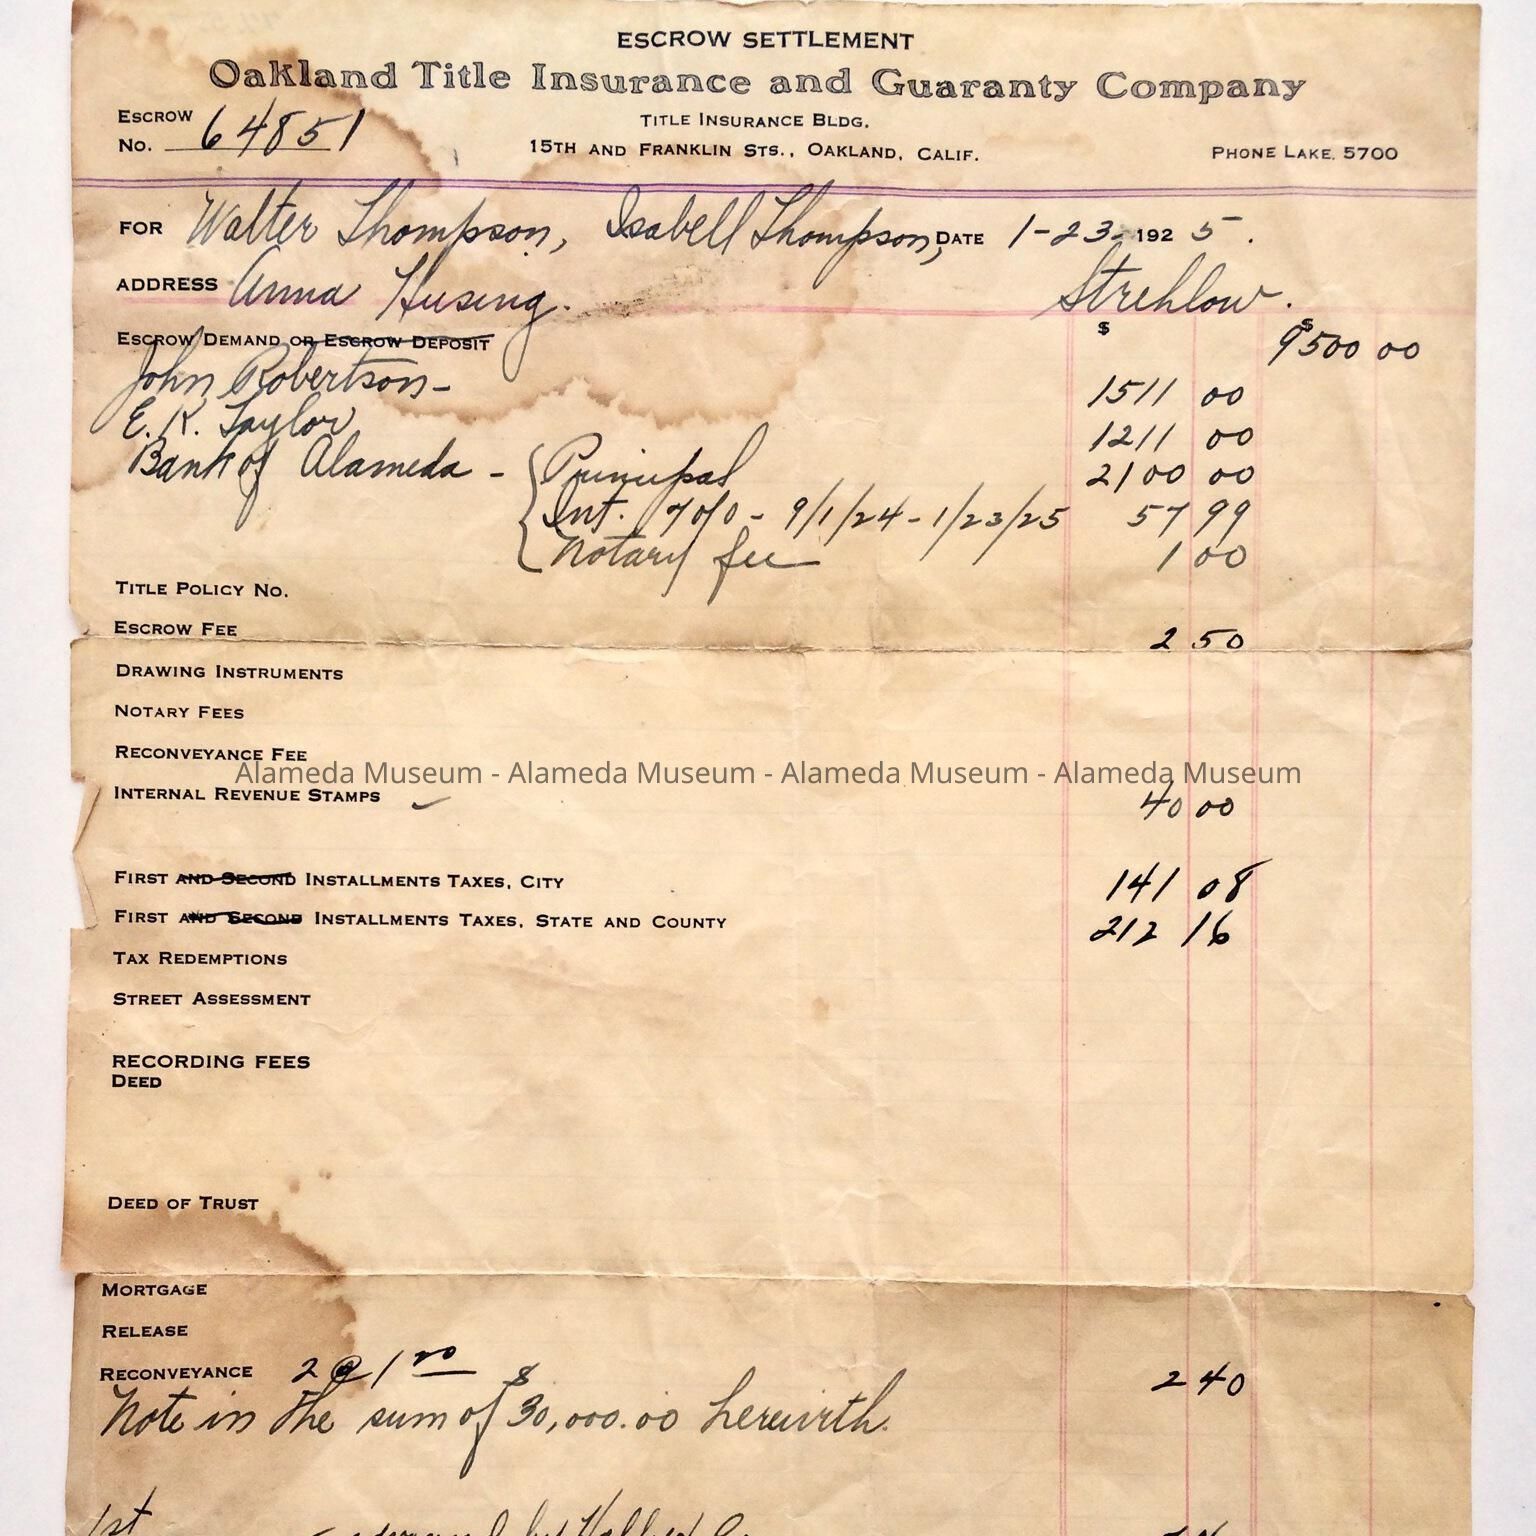 ESCROW SETTLEMENT
Oakland Title Insurance and Guaranty Company
ESCROW No. 64851
TITLE INSURANCE BLDG.
15TH AND FRANKLIN STS., OAKLAND, CALIF.
PHONE LAKE. 5700
FOR Walter Thompson, Isabell Thompson, DATE 1-23- 192 5.
ADDRESS Anna Husing. Strehlow.
ESCROW DEMAND OR ESCROW DEPOSIT $ $ 9500 00
John Robertson- 1511 00
E. K. Taylor 1211 00
Bank of Alameda - { Principal 2100 00
Int. 7% - 9/1/24 - 1/23/25 57 99
Notary fee 1 00
TITLE POLICY NO.
ESCROW FEE 2 50
DRAWING INSTRUMENTS
NOTARY FEES
RECONVEYANCE FEE
Alameda Museum - Alameda Museum - Alameda Museum - Alameda Museum
INTERNAL REVENUE STAMPS ✓ 40 00
FIRST AND SECOND INSTALLMENTS TAXES, CITY 141 08
FIRST AND SECOND INSTALLMENTS TAXES, STATE AND COUNTY 212 16
TAX REDEMPTIONS
STREET ASSESSMENT
RECORDING FEES
DEED
DEED OF TRUST
MORTGAGE
RELEASE
RECONVEYANCE 2 @ 1 20 2 40
Note in the sum of $30,000.00 herewith.
1st